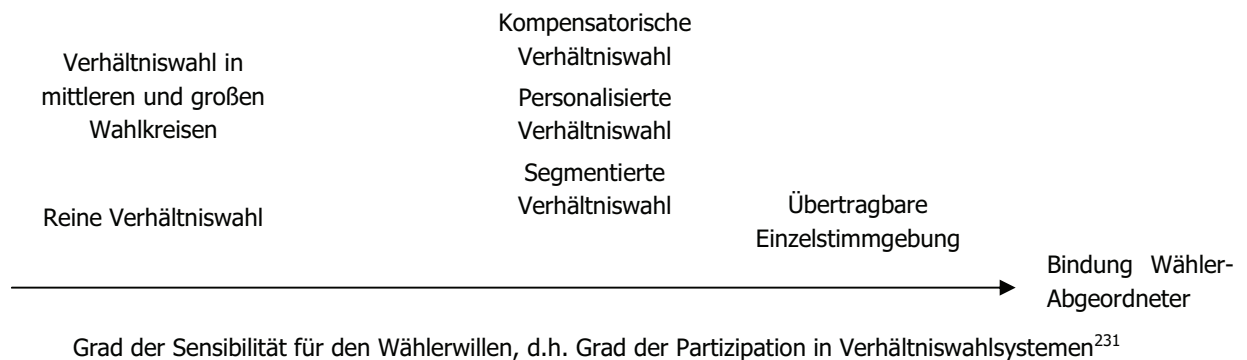 Verhältniswahl in
mittleren und großen
Wahlkreisen
Reine Verhältniswahl
Kompensatorische
Verhältniswahl
Personalisierte
Verhältniswahl
Segmentierte
Verhältniswahl
Übertragbare
Einzelstimmgebung
Bindung Wähler-
Abgeordneter
Grad der Sensibilität für den Wählerwillen, d.h. Grad der Partizipation in Verhältniswahlsystemen²³¹